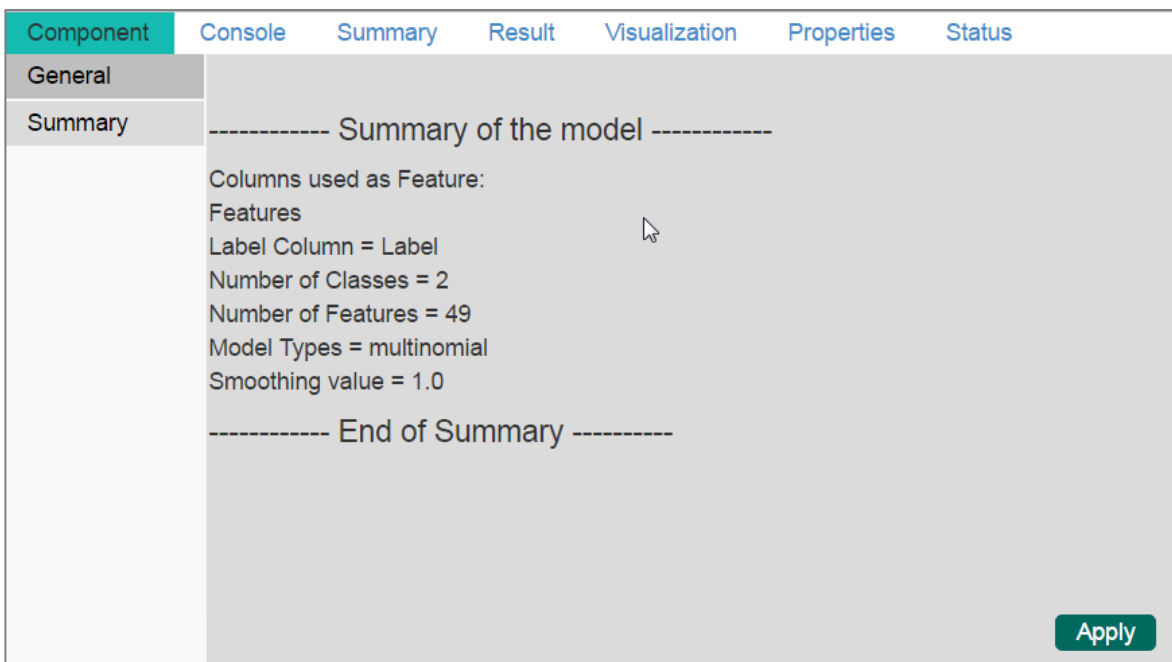 Component Console Summary Result Visualization Properties Status
General
Summary
------------ Summary of the model ------------
Columns used as Feature:
Features
Label Column = Label
Number of Classes = 2
Number of Features = 49
Model Types = multinomial
Smoothing value = 1.0
------------ End of Summary ----------
Apply